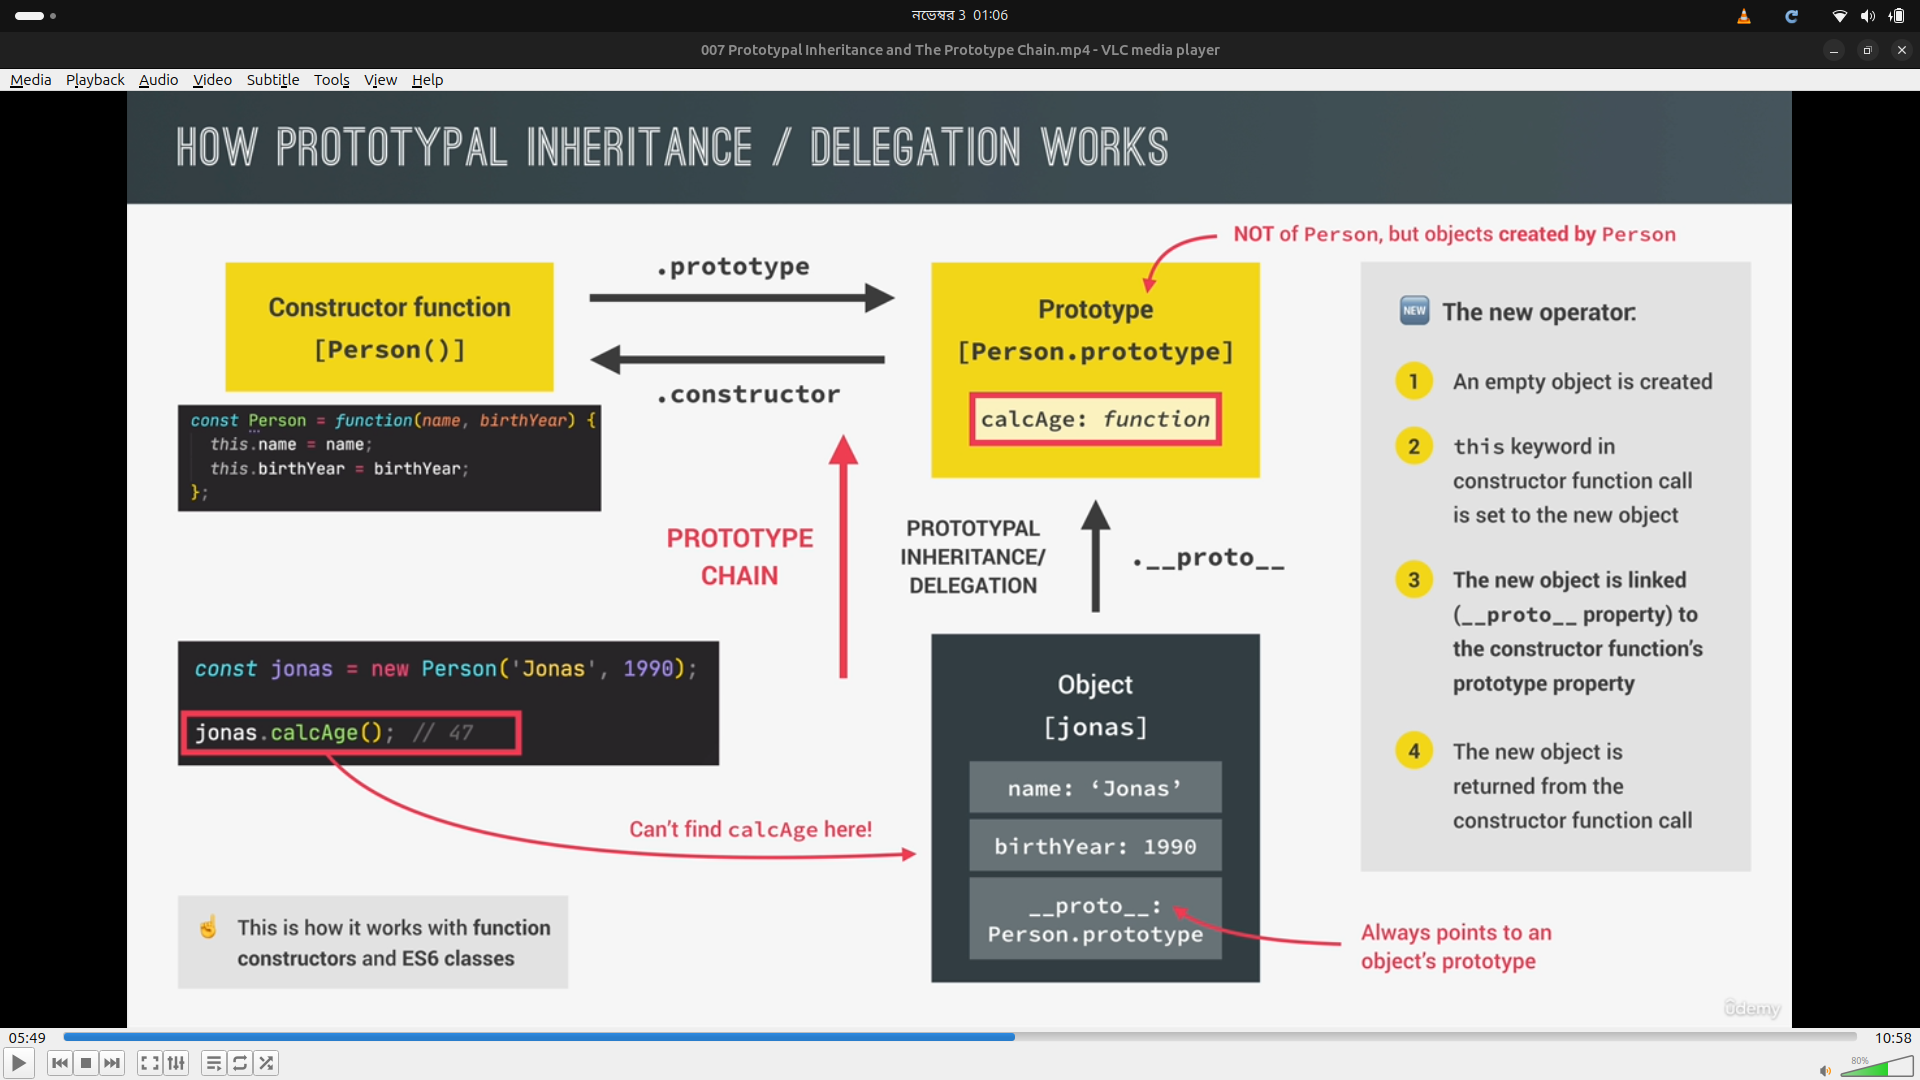 নভেম্বর 3 01:06
007 Prototypal Inheritance and The Prototype Chain.mp4 - VLC media player
Media Playback Audio Video Subtitle Tools View Help
HOW PROTOTYPAL INHERITANCE / DELEGATION WORKS
NOT of Person, but objects created by Person
Constructor function
[Person()]
.prototype
.constructor
Prototype
[Person.prototype]
calcAge: function
const Person = function(name, birthYear) {
this.name = name;
this.birthYear = birthYear;
};
PROTOTYPE
CHAIN
PROTOTYPAL
INHERITANCE/
DELEGATION
.__proto__
const jonas = new Person('Jonas', 1990);
jonas.calcAge(); // 47
Can't find calcAge here!
Object
[jonas]
name: ‘Jonas’
birthYear: 1990
__proto__:
Person.prototype
Always points to an
object's prototype
☝ This is how it works with function
constructors and ES6 classes
NEW The new operator:
1 An empty object is created
2 this keyword in
constructor function call
is set to the new object
3 The new object is linked
(__proto__ property) to
the constructor function's
prototype property
4 The new object is
returned from the
constructor function call
ûdemy
05:49
10:58
80%